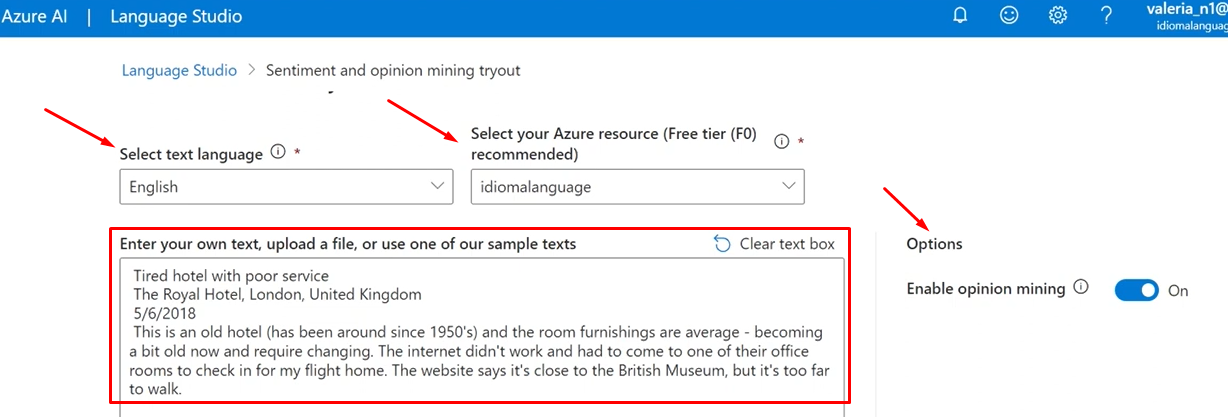 Azure AI | Language Studio
valeria_n1@
idiomalanguag
Language Studio > Sentiment and opinion mining tryout
Select text language *
Select your Azure resource (Free tier (F0)
recommended) *
English
idiomalanguage
Enter your own text, upload a file, or use one of our sample texts
Clear text box
Options
Enable opinion mining
On
Tired hotel with poor service
The Royal Hotel, London, United Kingdom
5/6/2018
This is an old hotel (has been around since 1950's) and the room furnishings are average - becoming
a bit old now and require changing. The internet didn't work and had to come to one of their office
rooms to check in for my flight home. The website says it's close to the British Museum, but it's too far
to walk.